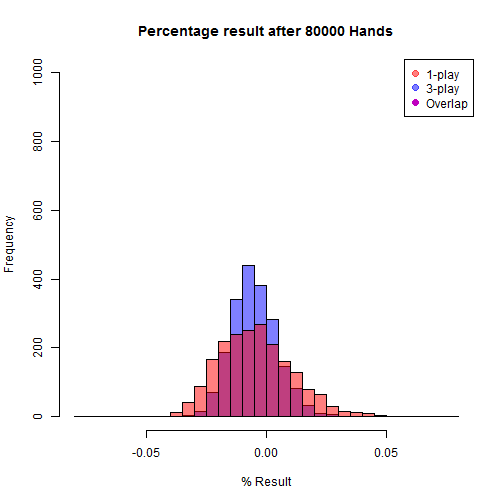 Percentage result after 80000 Hands
1-play
3-play
Overlap
Frequency
1000
800
600
400
200
0
-0.05
0.00
0.05
% Result